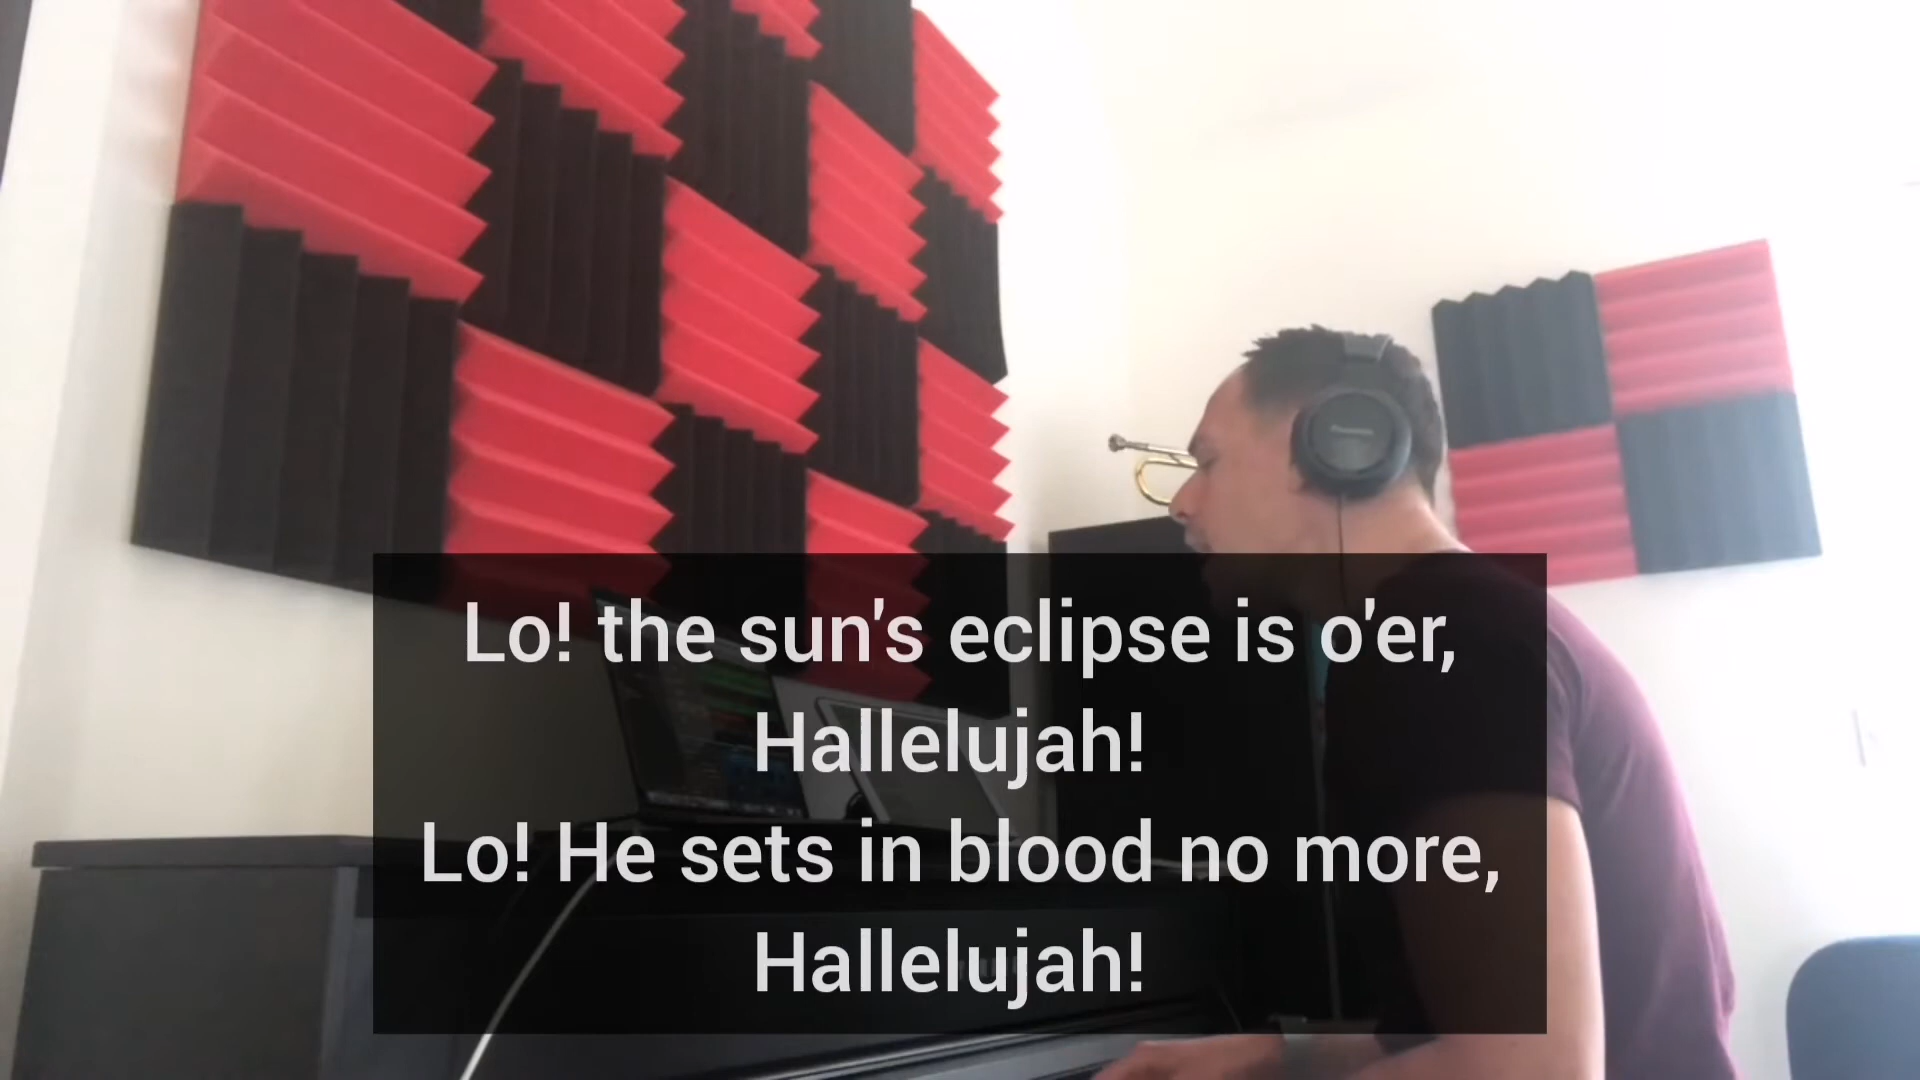 Lo! the sun's eclipse is o'er,
Hallelujah!
Lo! He sets in blood no more,
Hallelujah!